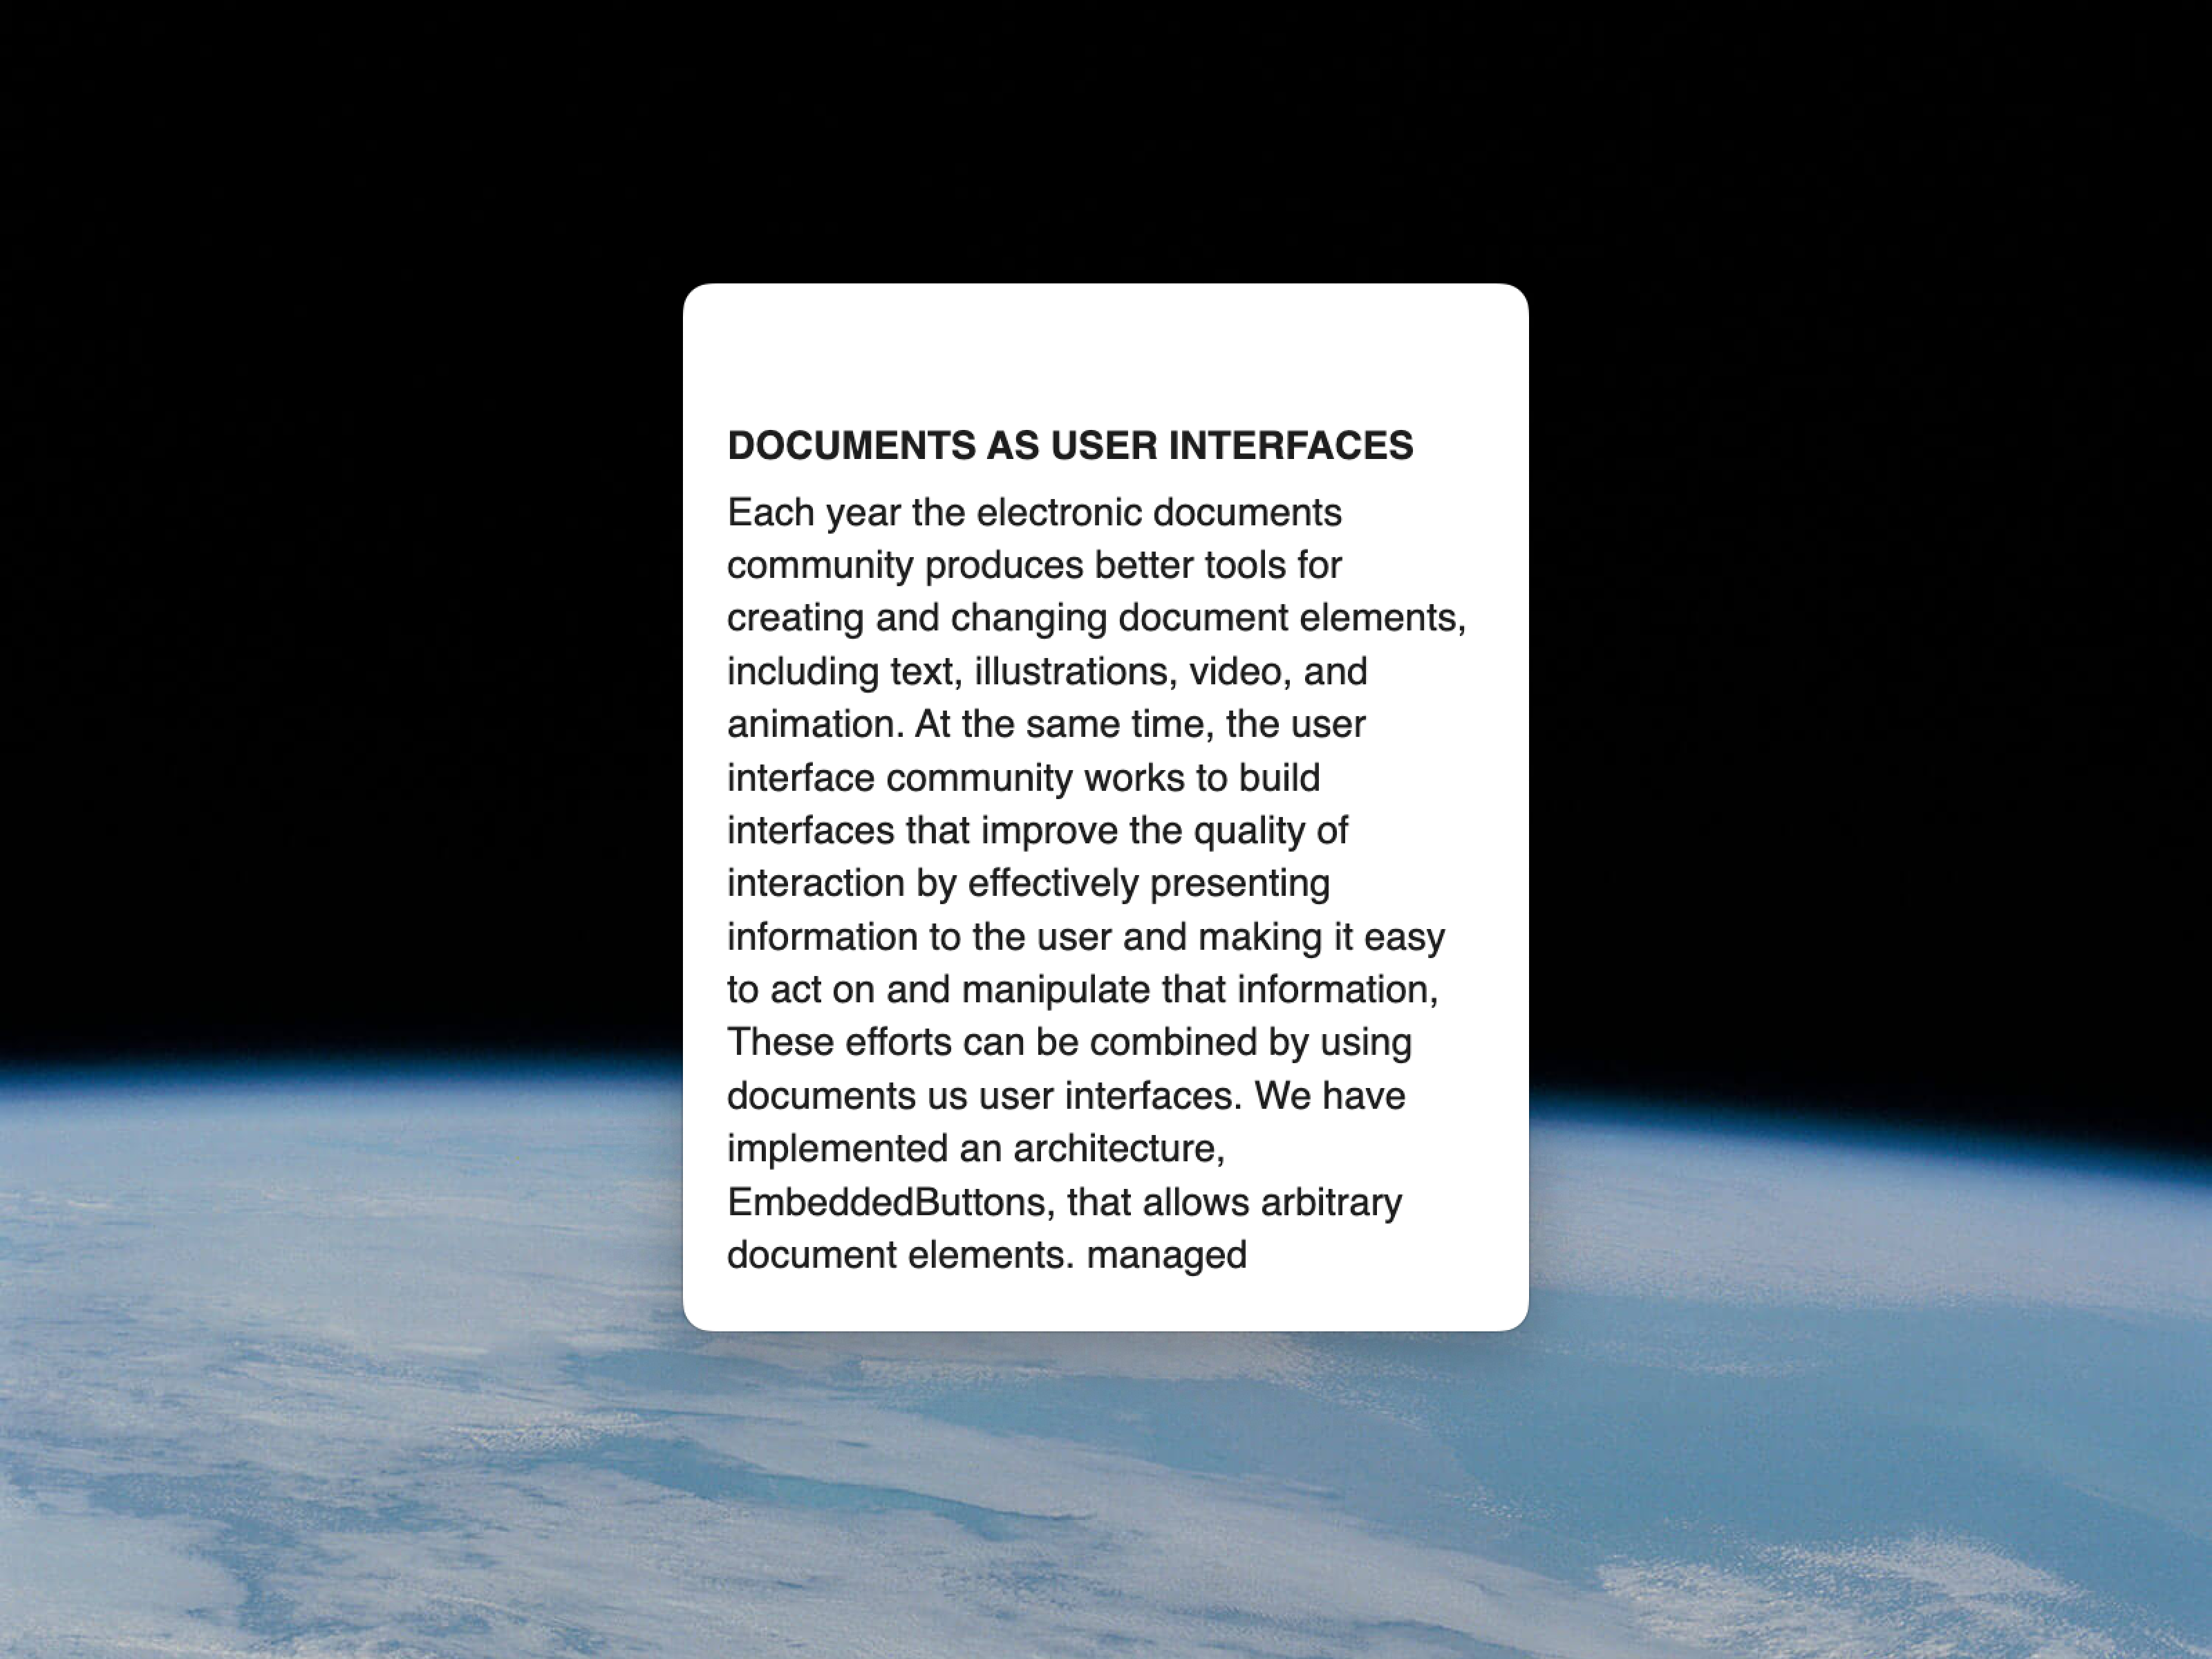 DOCUMENTS AS USER INTERFACES
Each year the electronic documents
community produces better tools for
creating and changing document elements,
including text, illustrations, video, and
animation. At the same time, the user
interface community works to build
interfaces that improve the quality of
interaction by effectively presenting
information to the user and making it easy
to act on and manipulate that information,
These efforts can be combined by using
documents us user interfaces. We have
implemented an architecture,
EmbeddedButtons, that allows arbitrary
document elements. managed